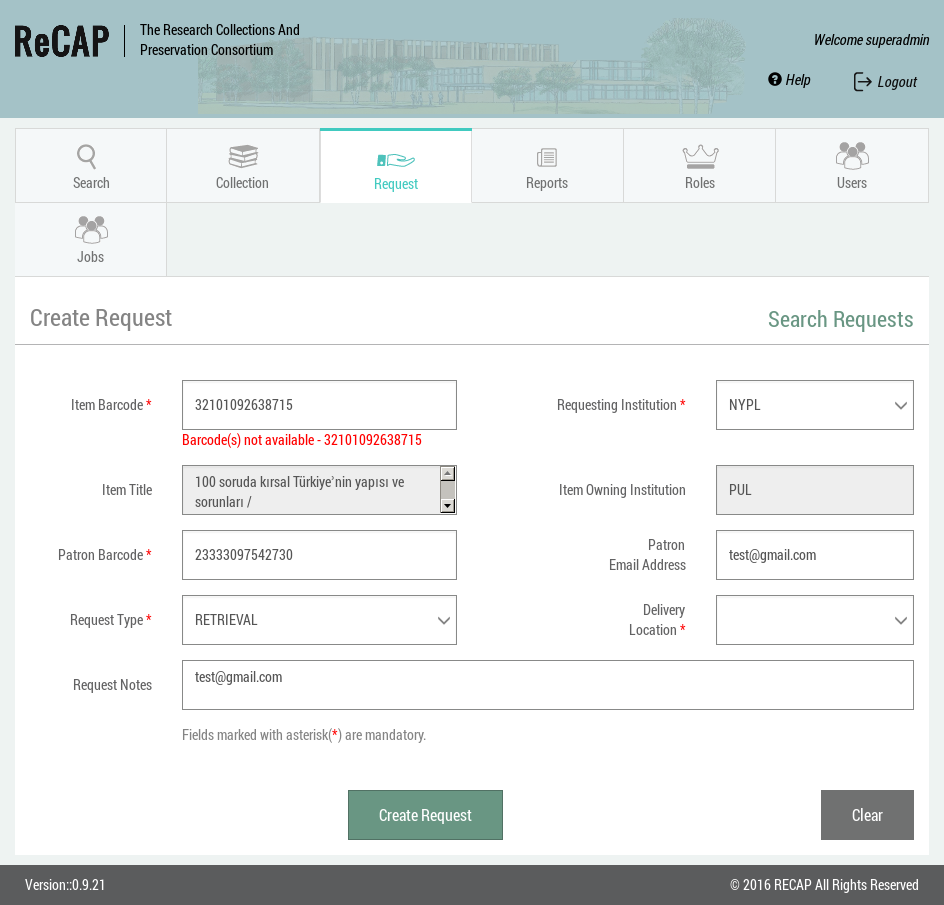 ReCAP
The Research Collections And
Preservation Consortium
Welcome superadmin
Help
Logout
Search
Collection
Request
Reports
Roles
Users
Jobs
Create Request
Search Requests
Item Barcode *
32101092638715
Requesting Institution *
NYPL
Barcode(s) not available - 32101092638715
Item Title
100 soruda kırsal Türkiye'nin yapısı ve
sorunları /
Item Owning Institution
PUL
Patron Barcode *
23333097542730
Patron
Email Address
test@gmail.com
Request Type *
RETRIEVAL
Delivery
Location *
Request Notes
test@gmail.com
Fields marked with asterisk(*) are mandatory.
Create Request
Clear
Version::0.9.21
© 2016 RECAP All Rights Reserved